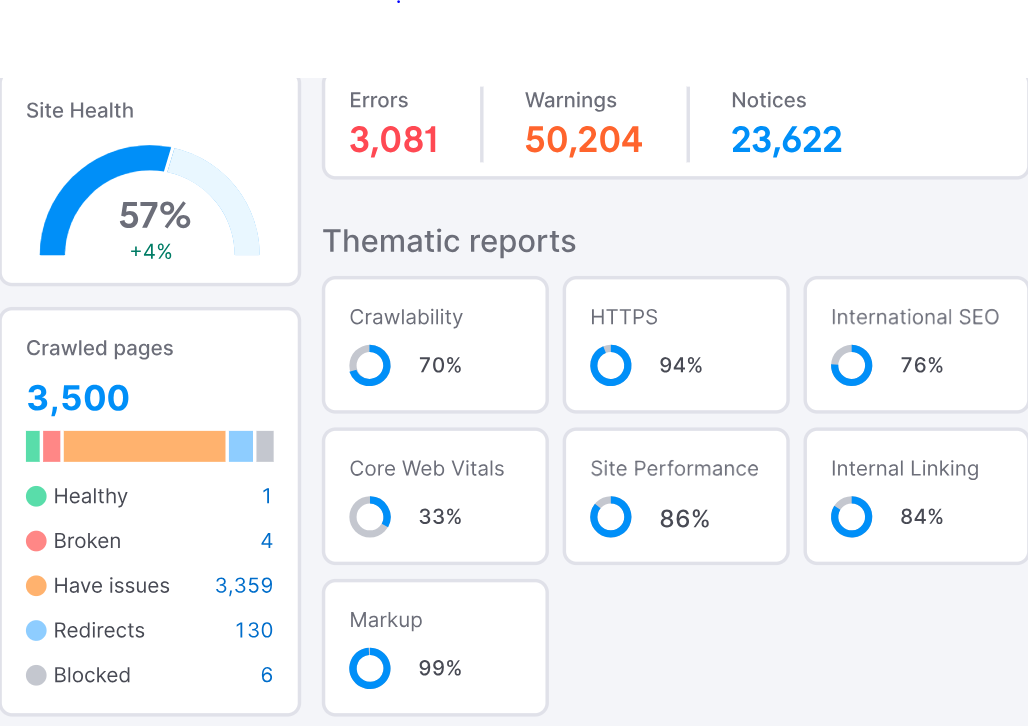 Site Health
57%
+4%
Errors
3,081
Warnings
50,204
Notices
23,622
Crawled pages
3,500
Healthy 1
Broken 4
Have issues 3,359
Redirects 130
Blocked 6
Thematic reports
Crawlability
70%
HTTPS
94%
International SEO
76%
Core Web Vitals
33%
Site Performance
86%
Internal Linking
84%
Markup
99%